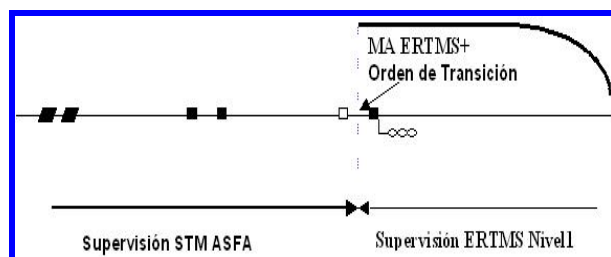 MA ERTMS+
Orden de Transición
Supervisión STM ASFA
Supervisión ERTMS Nivel1